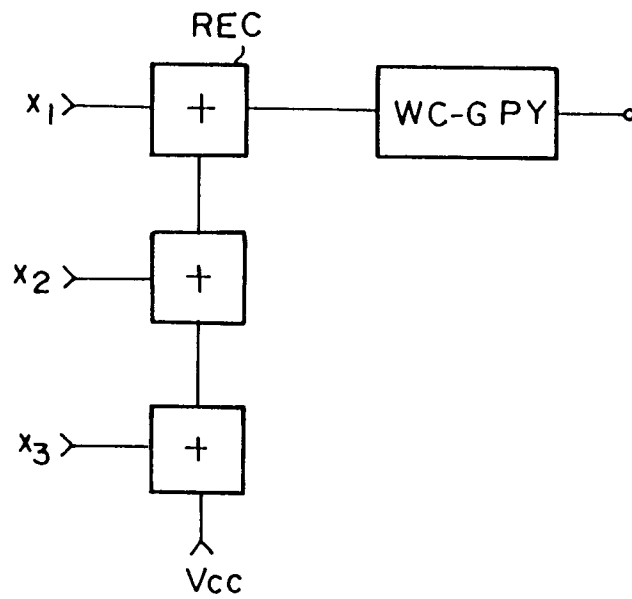 REC
x1
+
WC-G PY
x2
+
x3
+
Vcc